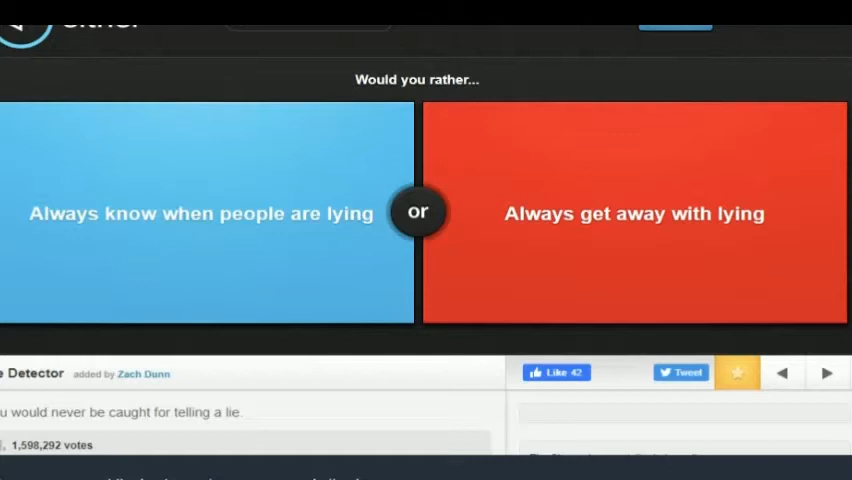 Would you rather...
Always know when people are lying
or
Always get away with lying
e Detector added by Zach Dunn
Like 42
Tweet
u would never be caught for telling a lie.
1,598,292 votes